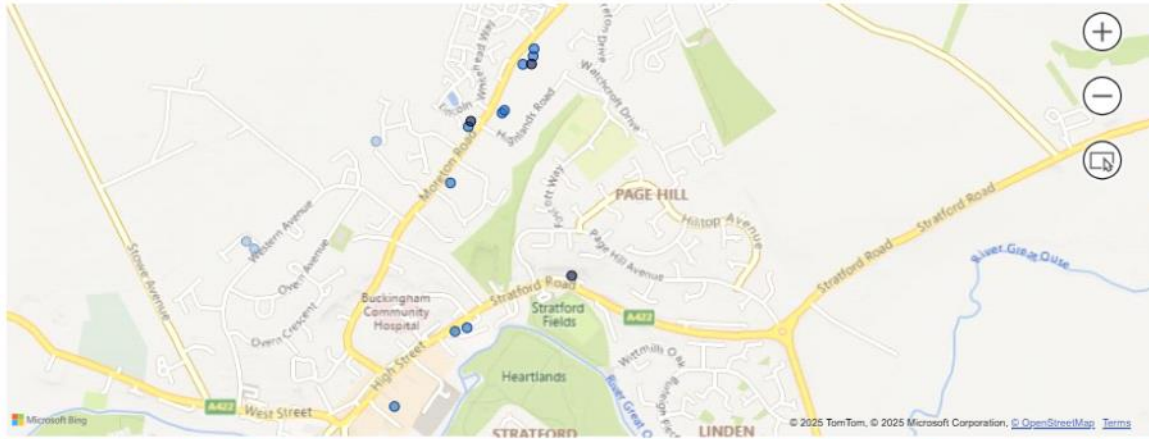 Whitehead Way
Watchcroft Drive
Lincoln
Highlands Road
Moreton Road
PAGE HILL
Hilltop Avenue
Page Hill Avenue
Stratford Road
Stratford Road
River Great Ouse
Western Avenue
Overn Avenue
Stowe Avenue
Overn Crescent
Buckingham
Community
Hospital
Stratford Road
Stratford
Fields
A422
Wittmills Oak
High Street
Heartlands
River Great O
A422
West Street
Microsoft Bing
© 2025 TomTom, © 2025 Microsoft Corporation, © OpenStreetMap Terms
STRATFORD
LINDEN